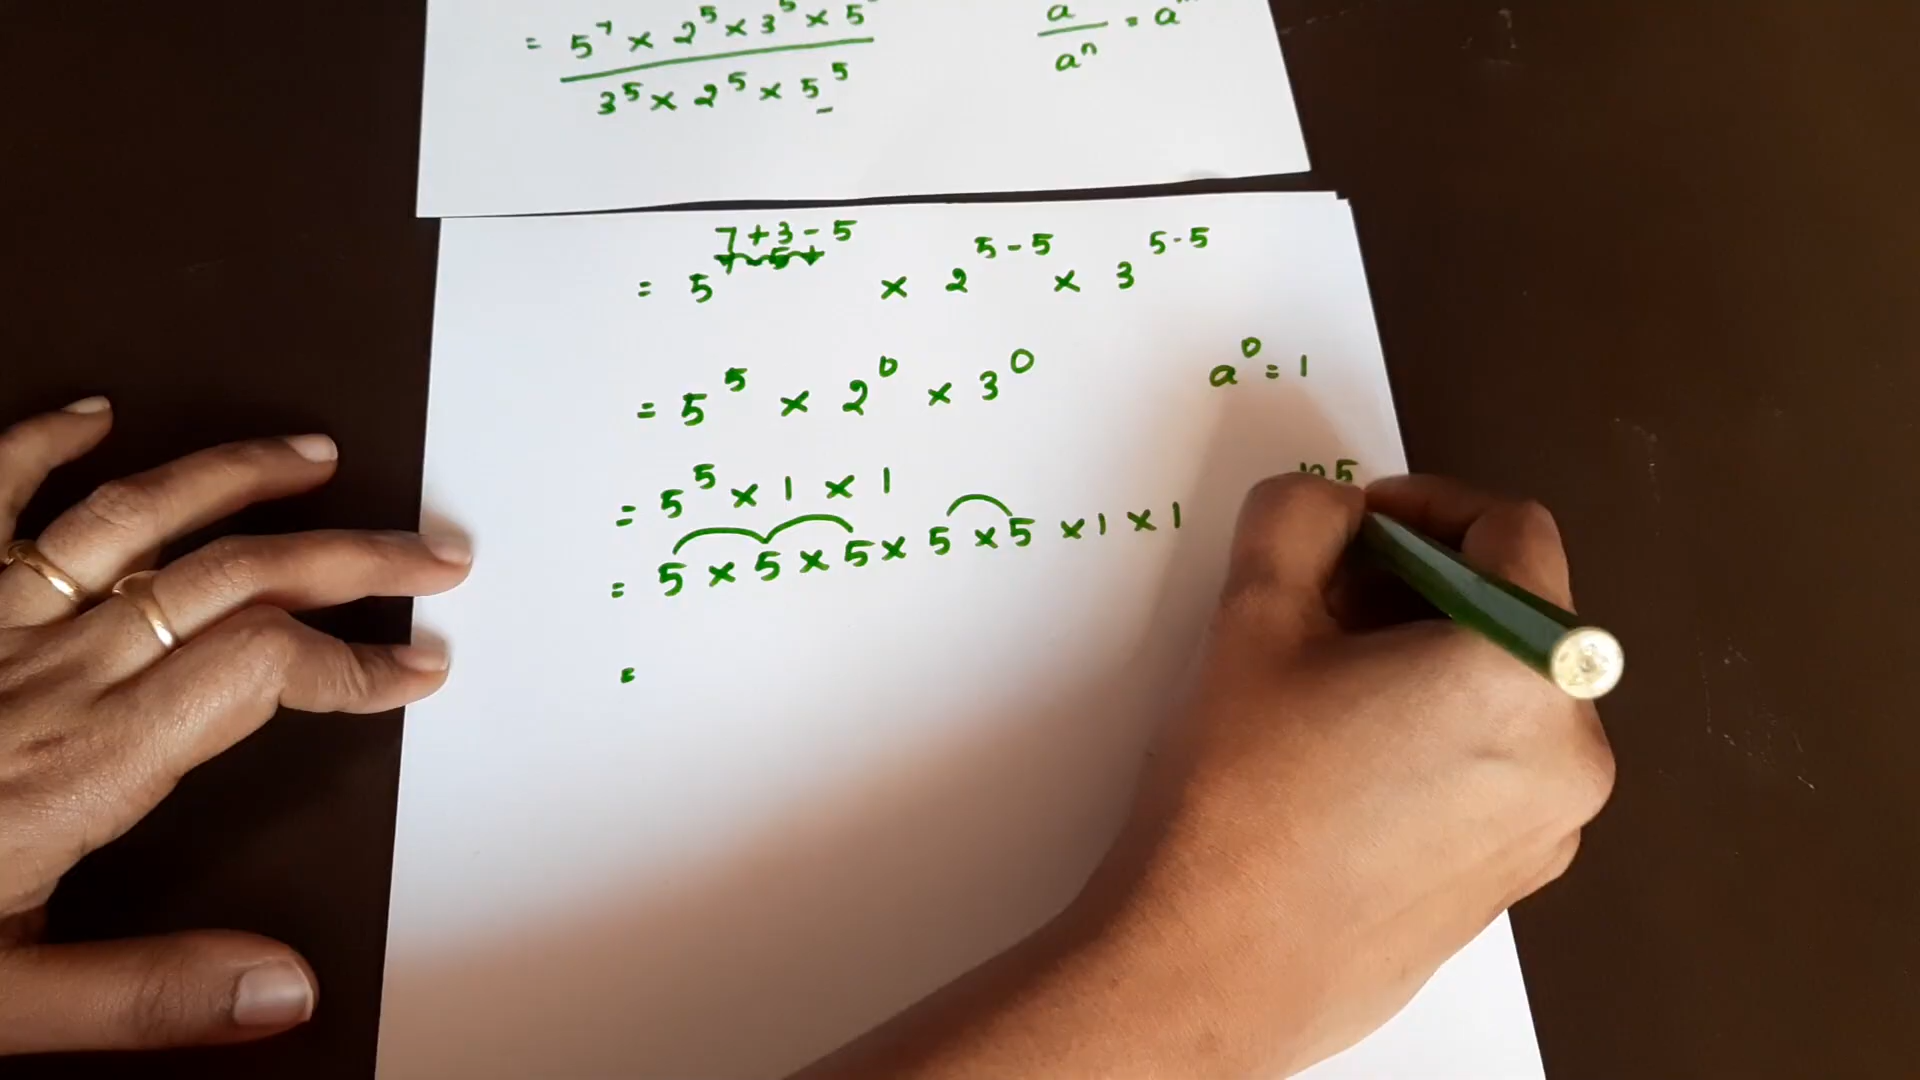 = 5⁷ × 2⁵ × 3⁵ × 5
3⁵ × 2⁵ × 5⁵
a
aⁿ = a
7+3-5
= 5 × 2⁵⁻⁵ × 3⁵⁻⁵
= 5⁵ × 2⁰ × 3⁰
a⁰ = 1
= 5⁵ × 1 × 1
= 5 × 5 × 5 × 5 × 5 × 1 × 1
=